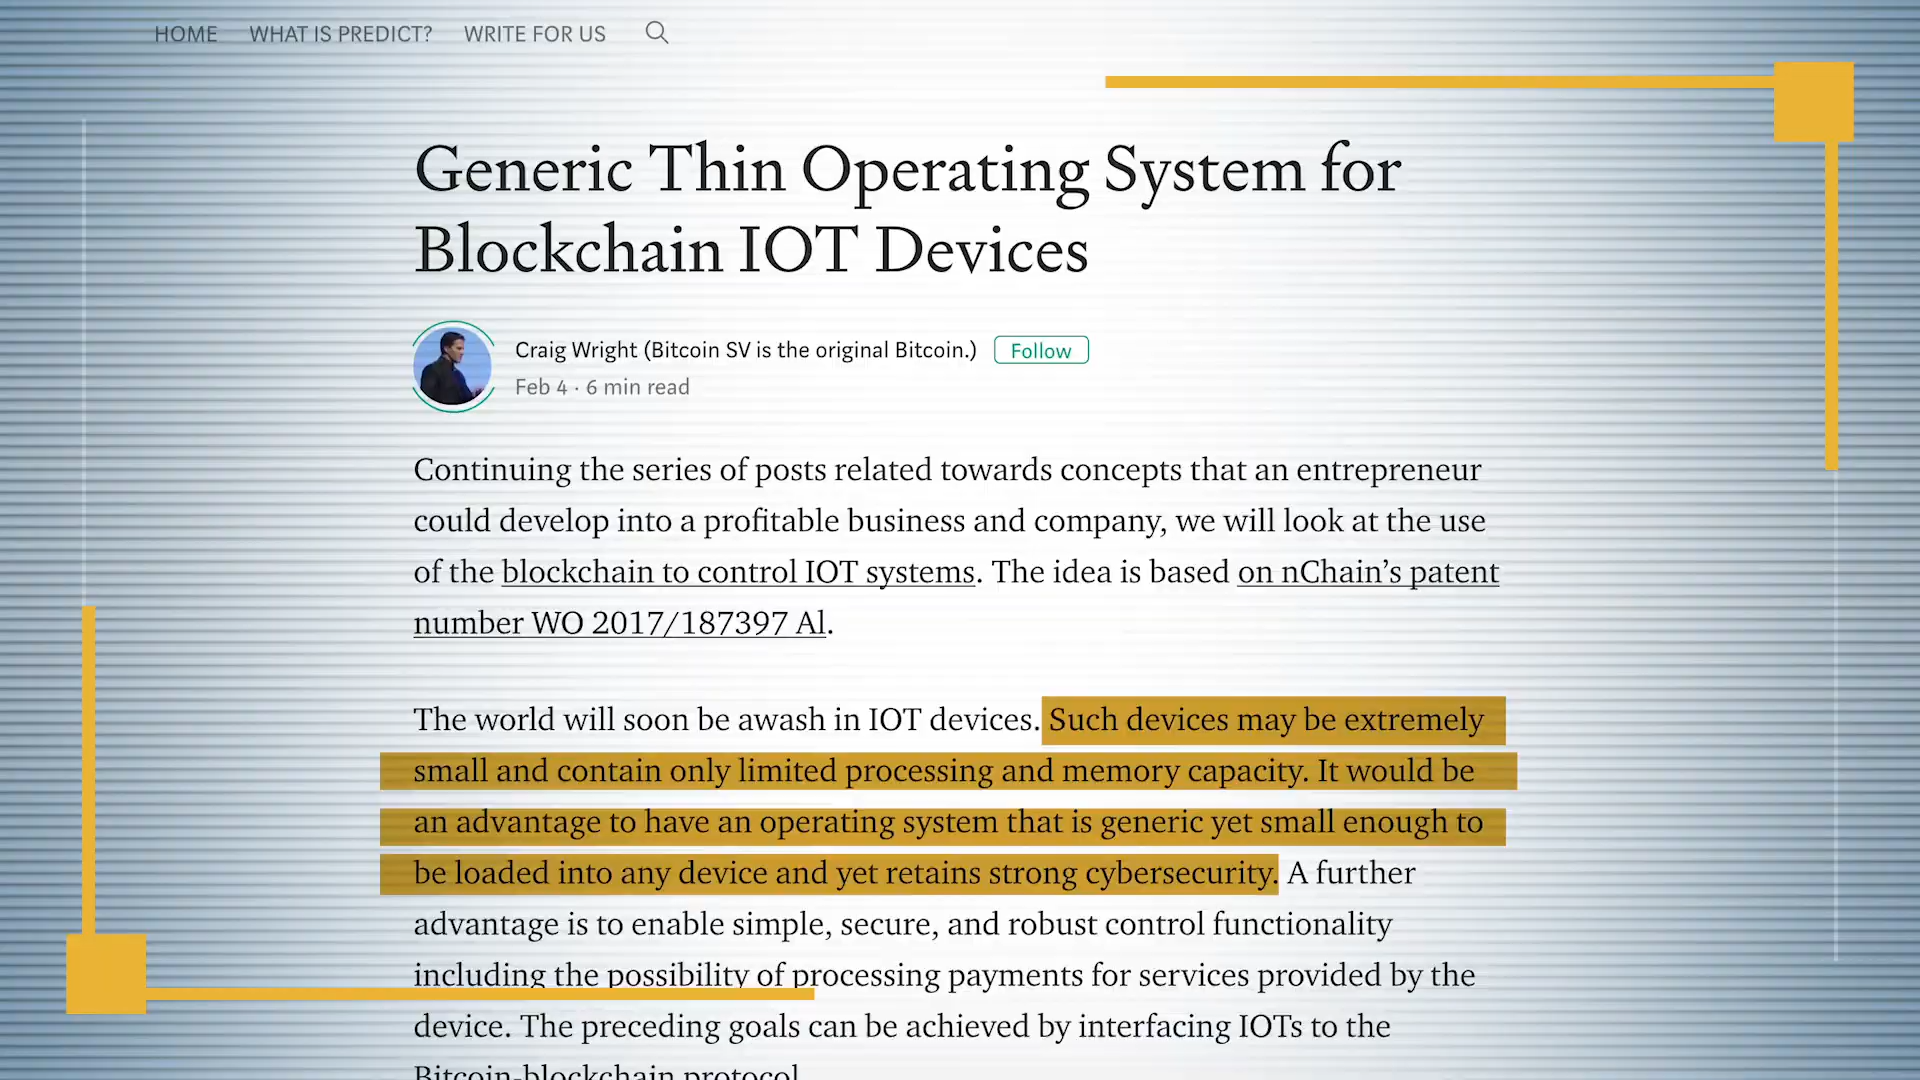 HOME WHAT IS PREDICT? WRITE FOR US
Generic Thin Operating System for
Blockchain IOT Devices
Craig Wright (Bitcoin SV is the original Bitcoin.) Follow
Feb 4 · 6 min read
Continuing the series of posts related towards concepts that an entrepreneur
could develop into a profitable business and company, we will look at the use
of the blockchain to control IOT systems. The idea is based on nChain’s patent
number WO 2017/187397 Al.
The world will soon be awash in IOT devices. Such devices may be extremely
small and contain only limited processing and memory capacity. It would be
an advantage to have an operating system that is generic yet small enough to
be loaded into any device and yet retains strong cybersecurity. A further
advantage is to enable simple, secure, and robust control functionality
including the possibility of processing payments for services provided by the
device. The preceding goals can be achieved by interfacing IOTs to the
Bitcoin-blockchain protocol.